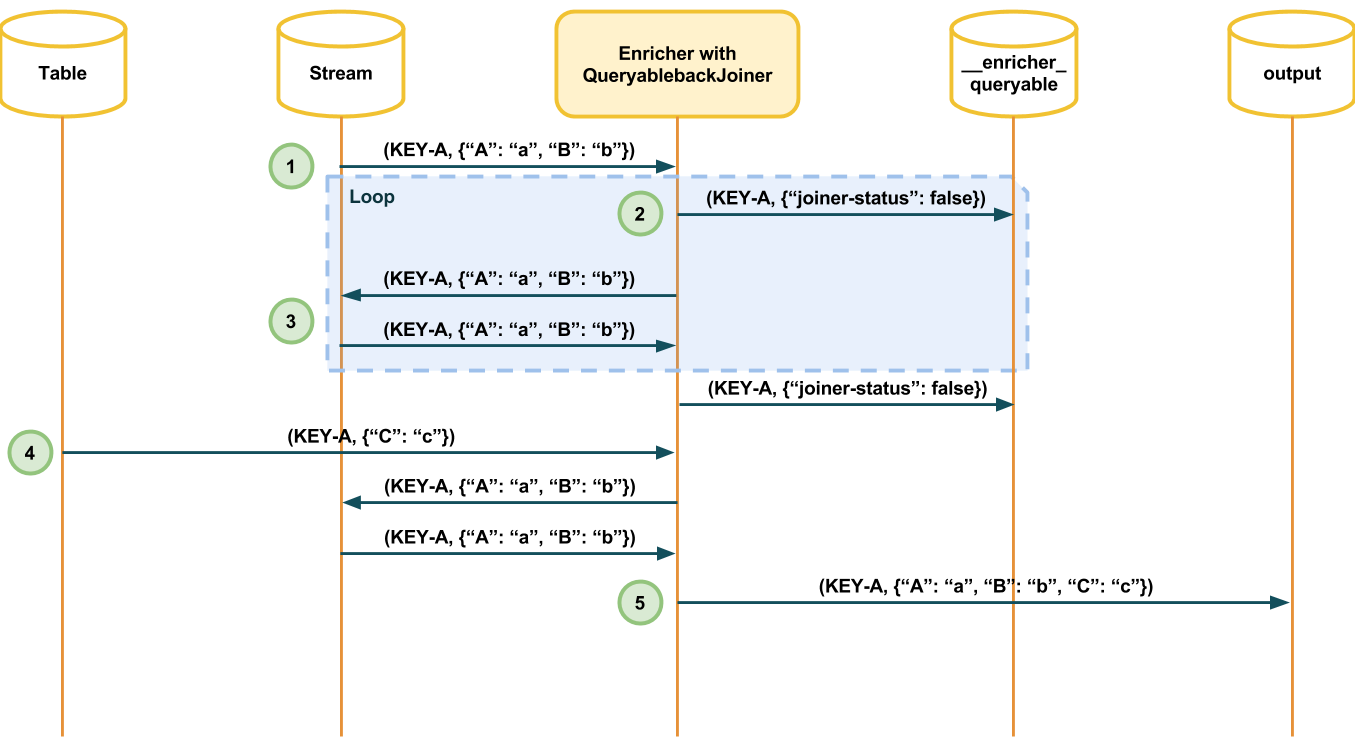 Table
Stream
Enricher with
QueryablebackJoiner
__enricher_
queryable
output
1
(KEY-A, {“A”: “a”, “B”: “b”})
Loop
2
(KEY-A, {“joiner-status”: false})
(KEY-A, {“A”: “a”, “B”: “b”})
3
(KEY-A, {“A”: “a”, “B”: “b”})
(KEY-A, {“joiner-status”: false})
4
(KEY-A, {“C”: “c”})
(KEY-A, {“A”: “a”, “B”: “b”})
(KEY-A, {“A”: “a”, “B”: “b”})
5
(KEY-A, {“A”: “a”, “B”: “b”, “C”: “c”})